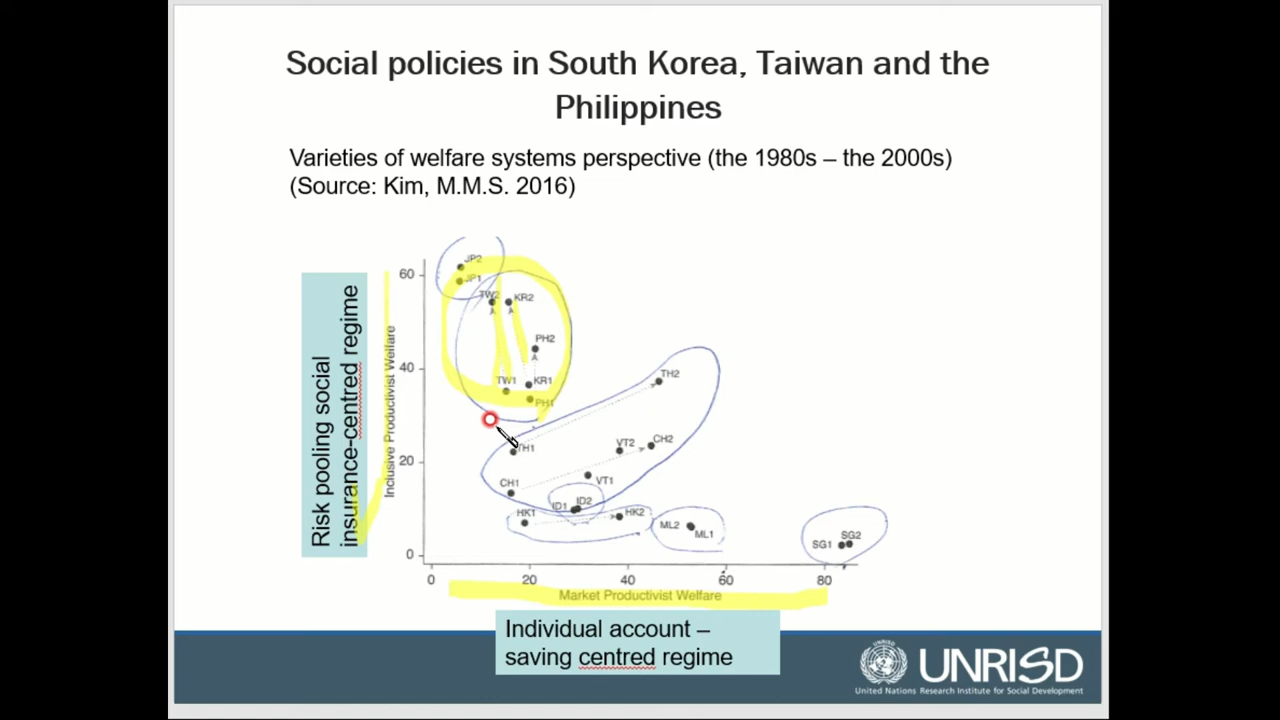 Social policies in South Korea, Taiwan and the
Philippines
Varieties of welfare systems perspective (the 1980s – the 2000s)
(Source: Kim, M.M.S. 2016)
Risk pooling social
insurance-centred regime
Inclusive Productivist Welfare
60
40
20
0
JP2
JP1
TW2
KR2
PH2
TW1
KR1
PH1
TH2
TH1
VT2
CH2
CH1
VT1
ID1
ID2
HK1
HK2
ML2
ML1
SG1
SG2
0 20 40 60 80
Market Productivist Welfare
Individual account –
saving centred regime
UNRISD
UNRISD
United Nations Research Institute for Social Development